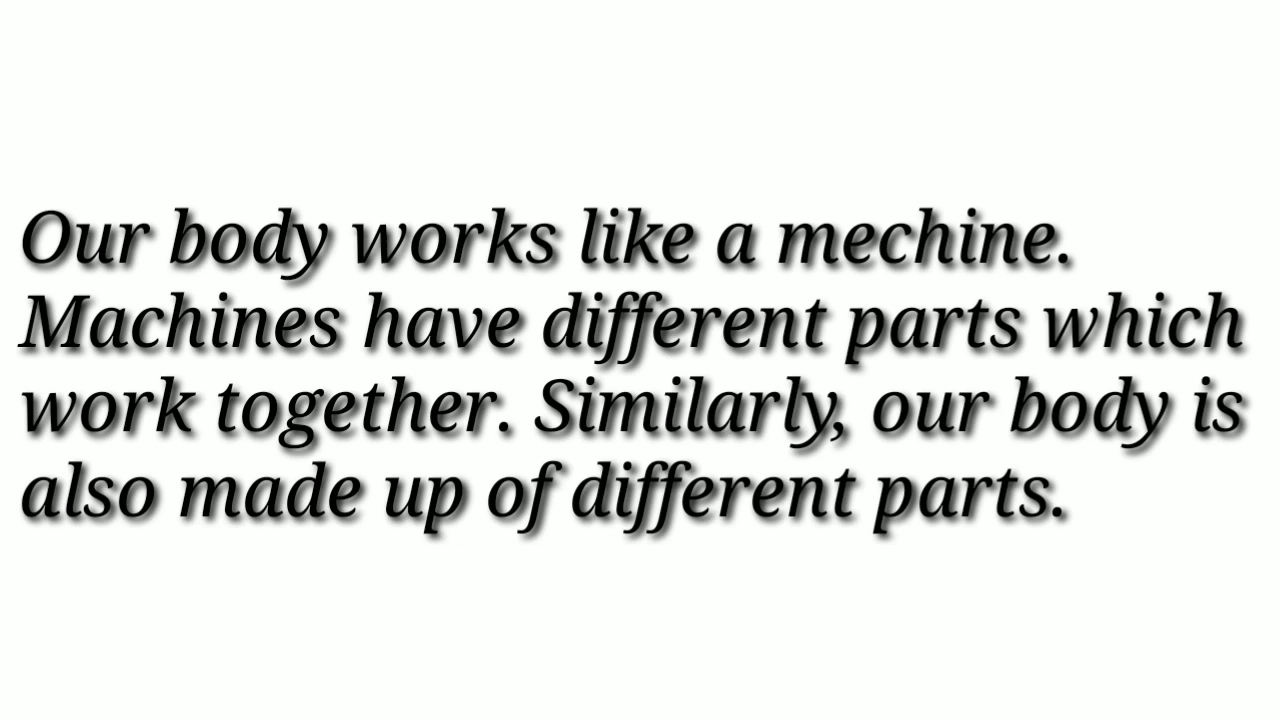 Our body works like a mechine.
Machines have different parts which
work together. Similarly, our body is
also made up of different parts.